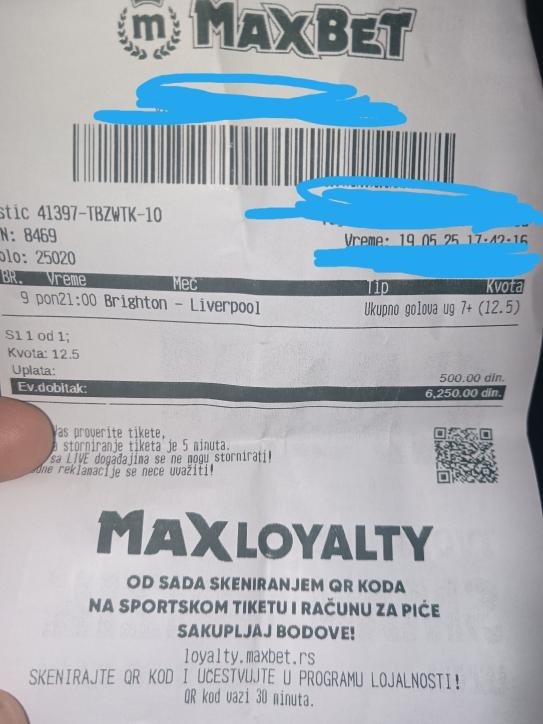 m MAXBET
stic 41397-TBZWTK-10
N: 8469
olo: 25020
Vreme: 19.05.25 17:42:16
BR. Vreme Meč Tip Kvota
9 pon21:00 Brighton - Liverpool Ukupno golova ug 7+ (12.5)
S1 1 od 1;
Kvota: 12.5
Uplata: 500.00 din.
Ev.dobitak: 6,250.00 din.
Vas proverite tikete,
a storniranje tiketa je 5 minuta.
sa LIVE događajima se ne mogu stornirati!
dne reklamacije se nece uvažiti!
MAXLOYALTY
OD SADA SKENIRANJEM QR KODA
NA SPORTSKOM TIKETU I RAČUNU ZA PIĆE
SAKUPLJAJ BODOVE!
loyalty.maxbet.rs
SKENIRAJTE QR KOD I UČESTVUJTE U PROGRAMU LOJALNOSTI!
QR kod vazi 30 minuta.